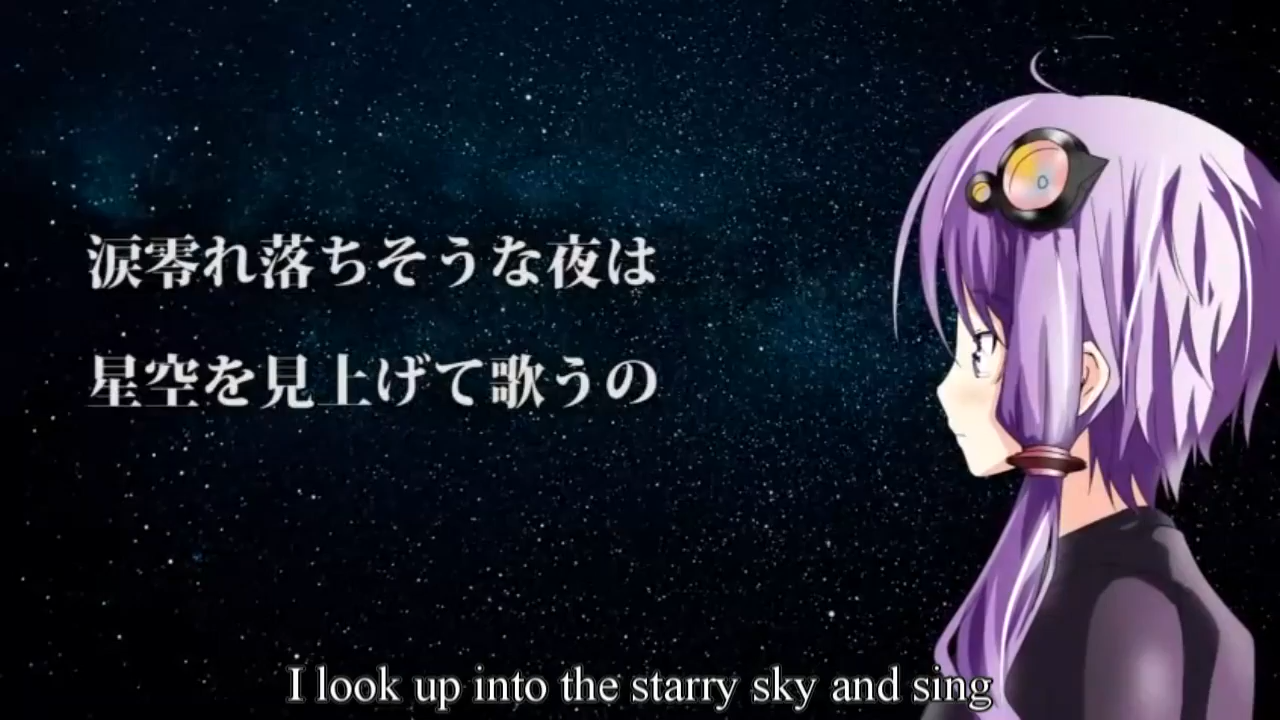 涙零れ落ちそうな夜は
星空を見上げて歌うの
I look up into the starry sky and sing